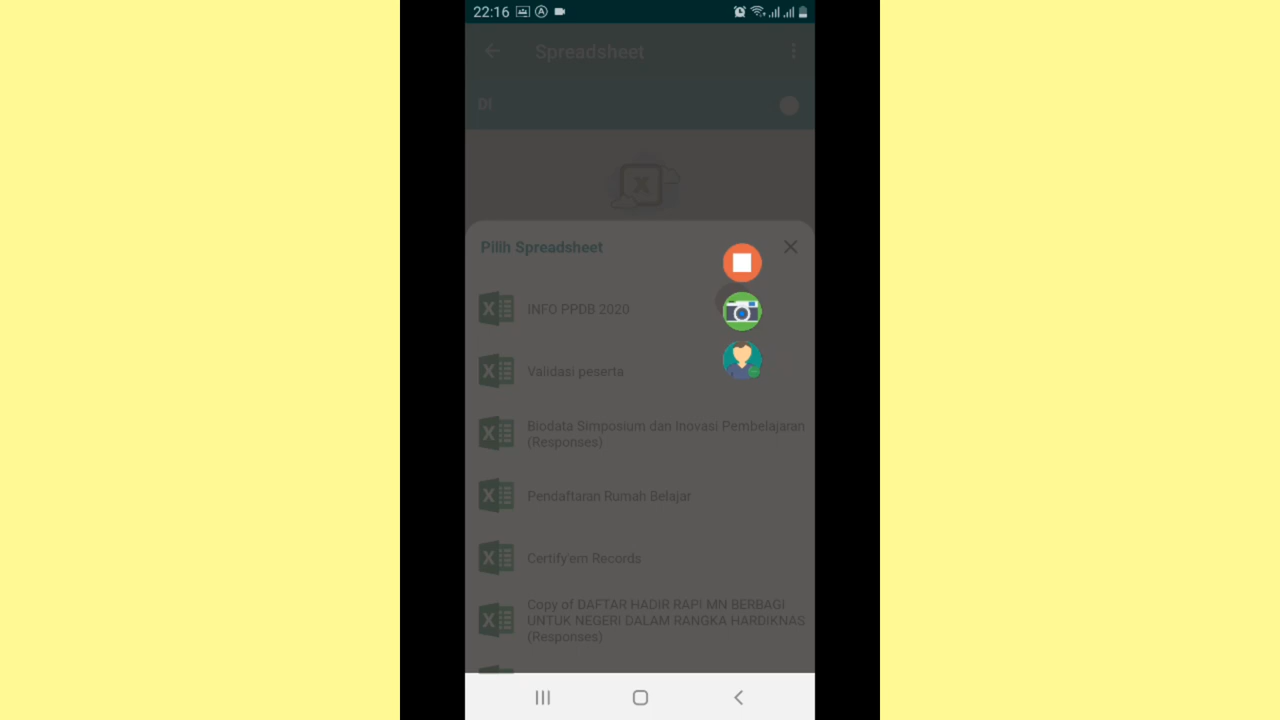 22:16
Spreadsheet
DI
Pilih Spreadsheet
INFO PPDB 2020
Validasi peserta
Biodata Simposium dan Inovasi Pembelajaran
(Responses)
Pendaftaran Rumah Belajar
Certify'em Records
Copy of DAFTAR HADIR RAPI MN BERBAGI
UNTUK NEGERI DALAM RANGKA HARDIKNAS
(Responses)